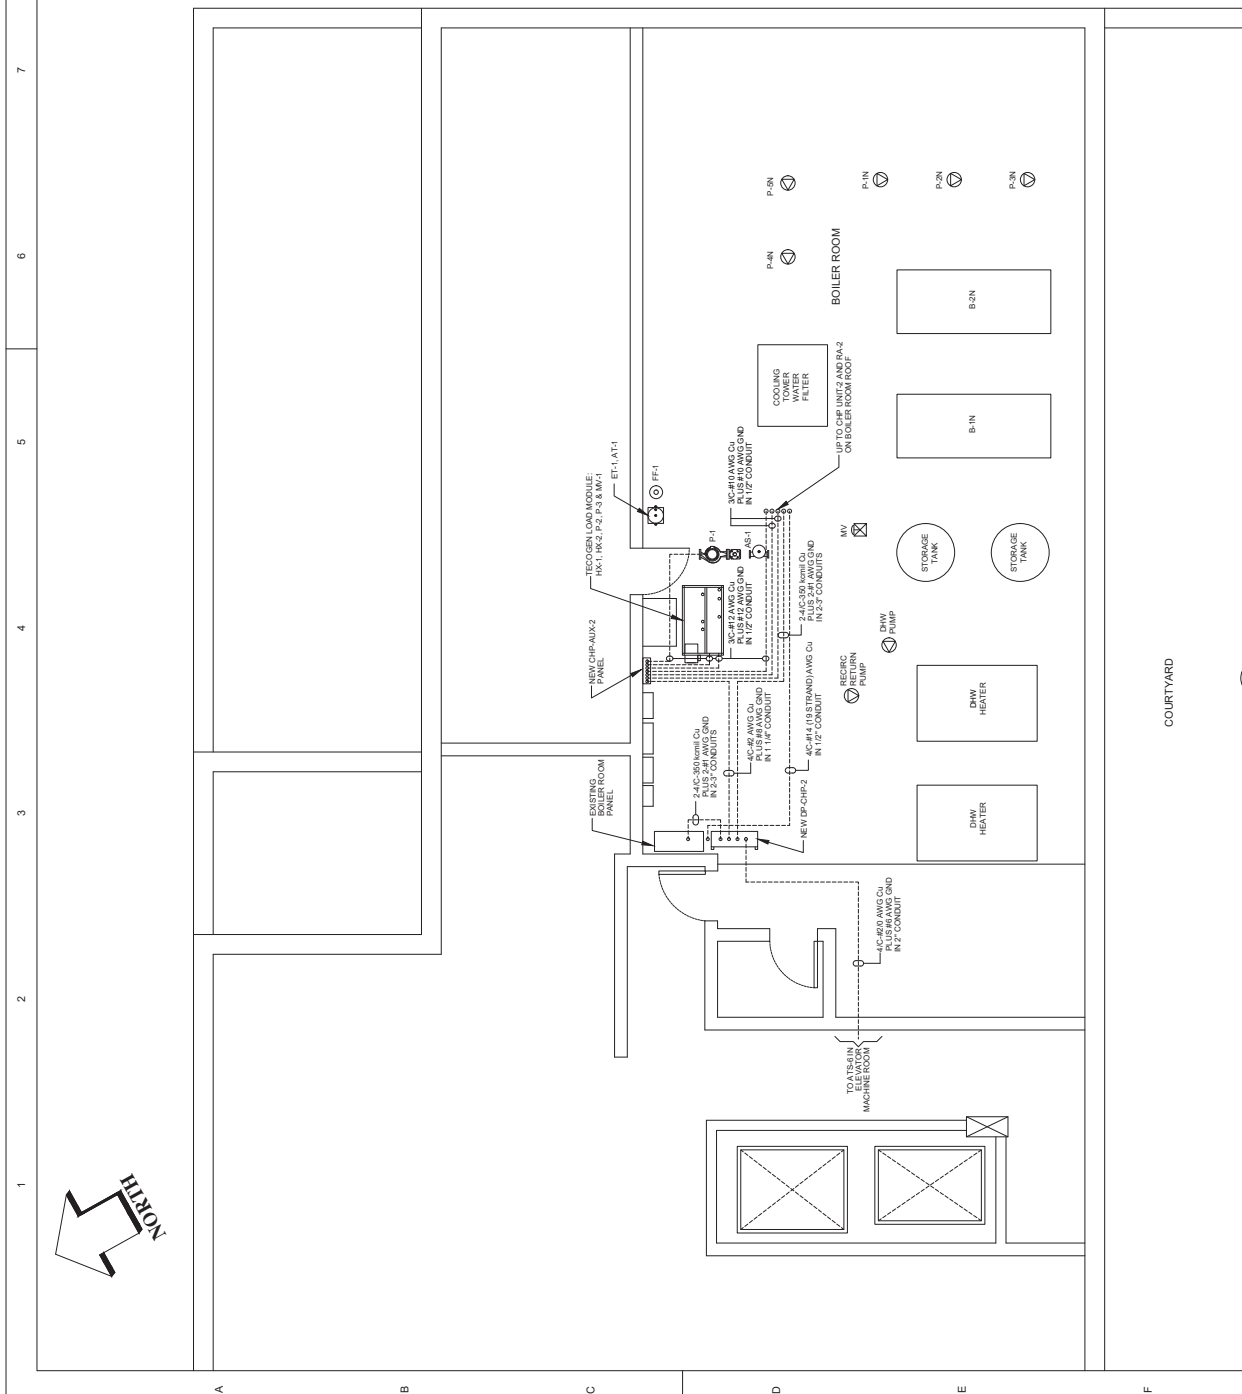 7
6
5
4
3
2
1
A
B
C
D
E
F
NORTH
TECOGEN LOAD MODULE:
HX-1, HX-2, P-2, P-3 & MV-1
ET-1, AT-1
FF-1
NEW CHP-AUX-2
PANEL
EXISTING
BOILER ROOM
PANEL
P-1
AS-1
3/C-#10 AWG Cu
PLUS #10 AWG GND
IN 1/2" CONDUIT
3/C-#12 AWG Cu
PLUS #12 AWG GND
IN 1/2" CONDUIT
2-4/C-350 kcmil Cu
PLUS 2-#1 AWG GND
IN 2-3" CONDUITS
4/C-#2 AWG Cu
PLUS #8 AWG GND
IN 1 1/4" CONDUIT
2-4/C-350 kcmil Cu
PLUS 2-#1 AWG GND
IN 2-3" CONDUITS
4/C-#14 (19 STRAND) AWG Cu
IN 1/2" CONDUIT
NEW DP-CHP-2
4/C-#2/0 AWG Cu
PLUS #6 AWG GND
IN 2" CONDUIT
TO ATS-6 IN
ELEVATOR
MACHINE ROOM
UP TO CHP UNIT-2 AND RA-2
ON BOILER ROOM ROOF
COOLING
TOWER
WATER
FILTER
BOILER ROOM
P-5N
P-4N
P-1N
P-2N
P-3N
B-2N
B-1N
MV
STORAGE
TANK
STORAGE
TANK
DHW
PUMP
RECIRC
RETURN
PUMP
DHW
HEATER
DHW
HEATER
COURTYARD